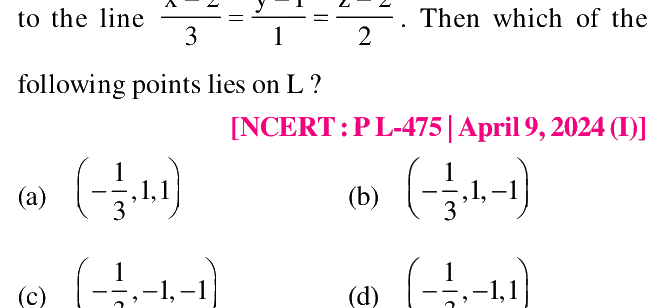 to the line (x − 2)/3 = (y − 1)/1 = (z − 2)/2 . Then which of the
following points lies on L ?
[NCERT : P L-475 | April 9, 2024 (I)]
(a) (−1/3, 1, 1) (b) (−1/3, 1, −1)
(c) (−1/3, −1, −1) (d) (−1/3, −1, 1)